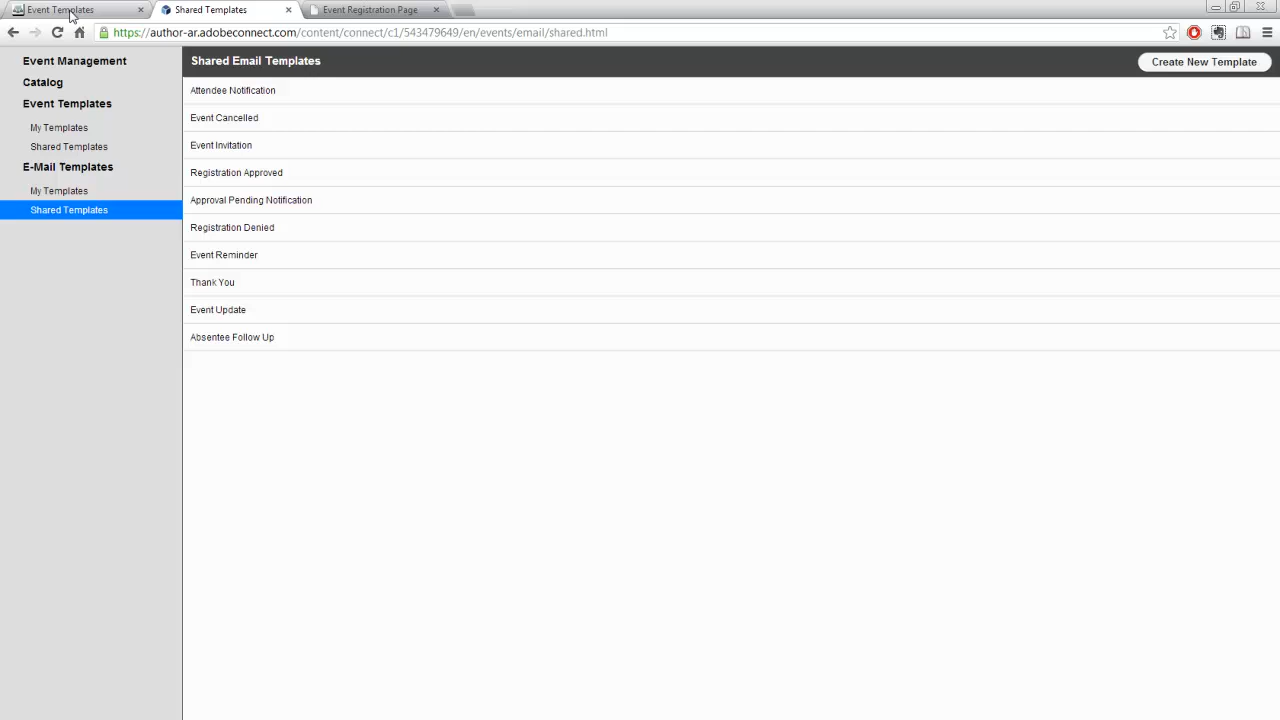 Event Templates
Shared Templates
Event Registration Page
https://author-ar.adobeconnect.com/content/connect/c1/543479649/en/events/email/shared.html
Event Management
Catalog
Event Templates
My Templates
Shared Templates
E-Mail Templates
My Templates
Shared Templates
Shared Email Templates
Create New Template
Attendee Notification
Event Cancelled
Event Invitation
Registration Approved
Approval Pending Notification
Registration Denied
Event Reminder
Thank You
Event Update
Absentee Follow Up